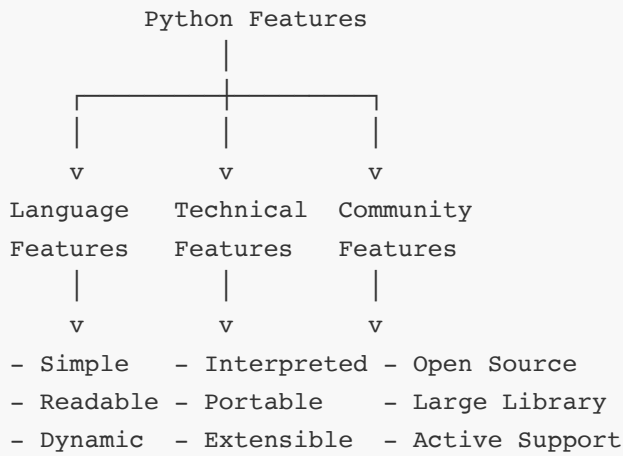 Python Features
v v v
Language Technical Community
Features Features Features
v v v
- Simple - Interpreted - Open Source
- Readable - Portable - Large Library
- Dynamic - Extensible - Active Support